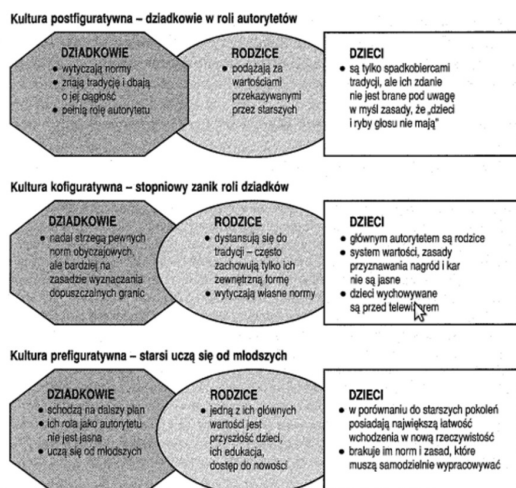 Kultura postfiguratywna – dziadkowie w roli autorytetów
DZIADKOWIE
• wytyczają normy
• znają tradycję i dbają
o jej ciągłość
• pełnią rolę autorytetu
RODZICE
• podążają za
wartościami
przekazywanymi
przez starszych
DZIECI
• są tylko spadkobiercami
tradycji, ale ich zdanie
nie jest brane pod uwagę
w myśl zasady, że „dzieci
i ryby głosu nie mają”
Kultura kofiguratywna – stopniowy zanik roli dziadków
DZIADKOWIE
• nadal strzegą pewnych
norm obyczajowych,
ale bardziej na
zasadzie wyznaczania
dopuszczalnych granic
RODZICE
• dystansują się do
tradycji – często
zachowują tylko ich
zewnętrzną formę
• wytyczają własne normy
DZIECI
• głównym autorytetem są rodzice
• system wartości, zasady
przyznawania nagród i kar
nie są jasne
• dzieci wychowywane
są przed telewizorem
Kultura prefiguratywna – starsi uczą się od młodszych
DZIADKOWIE
• schodzą na dalszy plan
• ich rola jako autorytetu
nie jest jasna
• uczą się od młodszych
RODZICE
• jedną z ich głównych
wartości jest
przyszłość dzieci,
ich edukacja,
dostęp do nowości
DZIECI
• w porównaniu do starszych pokoleń
posiadają największą łatwość
wchodzenia w nową rzeczywistość
• brakuje im norm i zasad, które
muszą samodzielnie wypracowywać